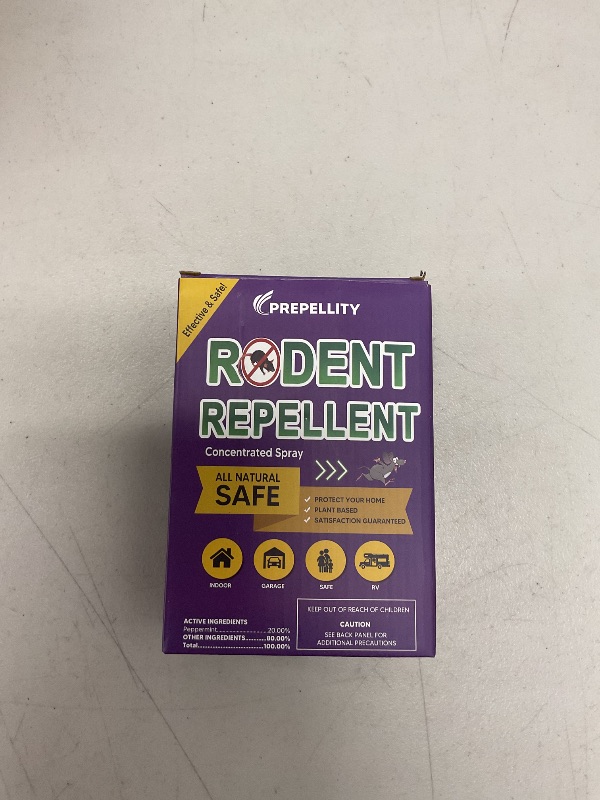 Effective & Safe!
PREPELLITY
RODENT
REPELLENT
Concentrated Spray
ALL NATURAL
SAFE
PROTECT YOUR HOME
PLANT BASED
SATISFACTION GUARANTEED
INDOOR GARAGE SAFE RV
ACTIVE INGREDIENTS
Peppermint.......................20.00%
OTHER INGREDIENTS..........80.00%
Total...............................100.00%
KEEP OUT OF REACH OF CHILDREN
CAUTION
SEE BACK PANEL FOR
ADDITIONAL PRECAUTIONS